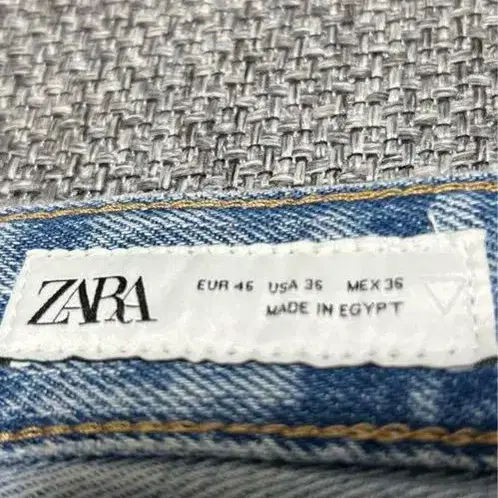 ZARA
EUR 46 USA 36 MEX 36
MADE IN EGYPT